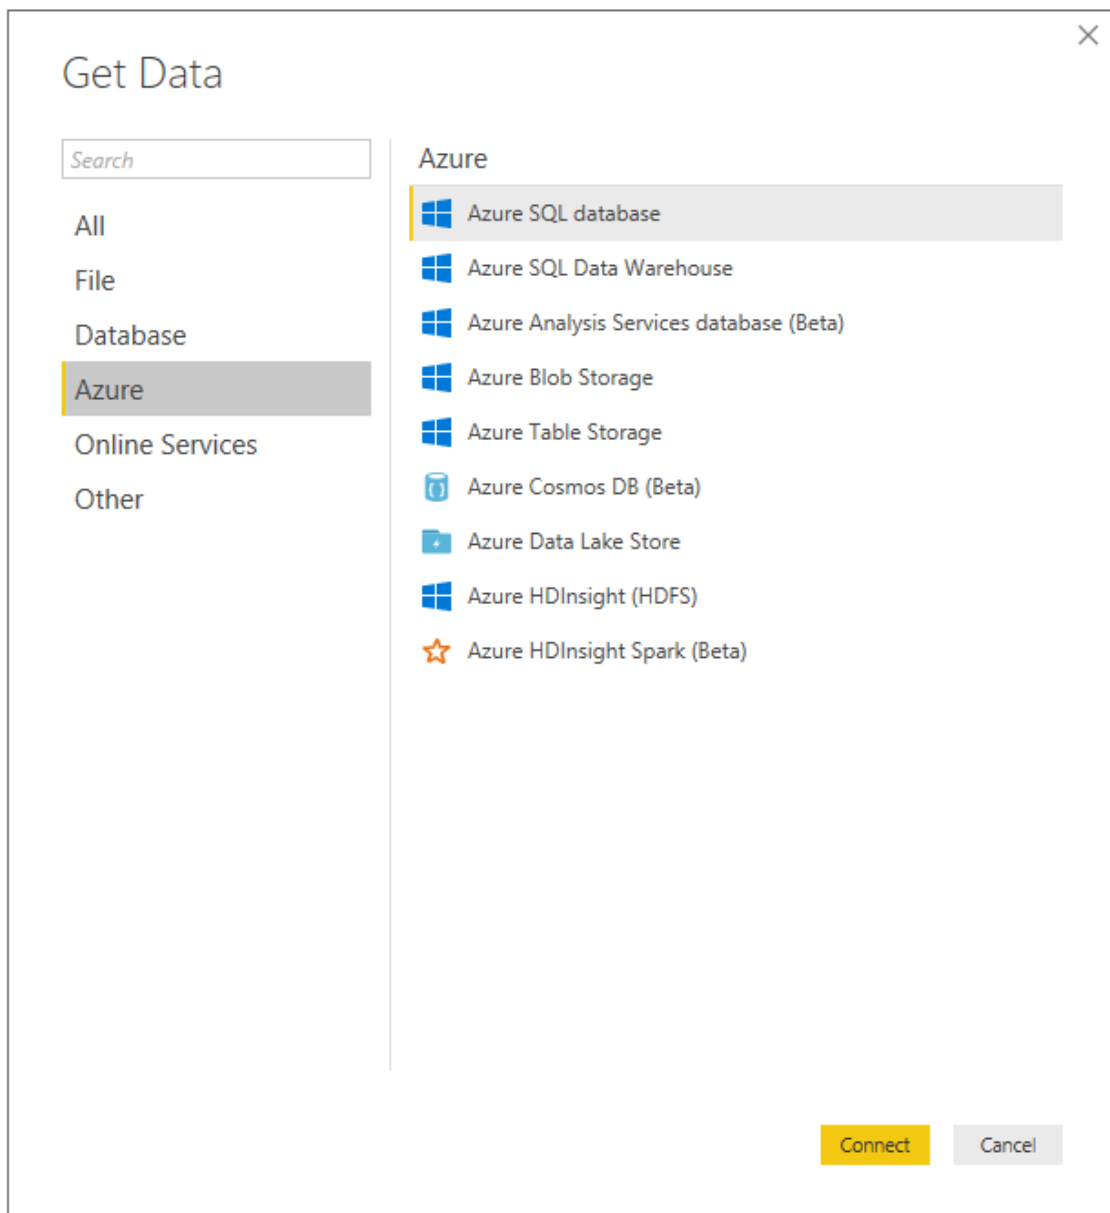 Get Data
Search
All
File
Database
Azure
Online Services
Other
Azure
Azure SQL database
Azure SQL Data Warehouse
Azure Analysis Services database (Beta)
Azure Blob Storage
Azure Table Storage
Azure Cosmos DB (Beta)
Azure Data Lake Store
Azure HDInsight (HDFS)
Azure HDInsight Spark (Beta)
Connect
Cancel